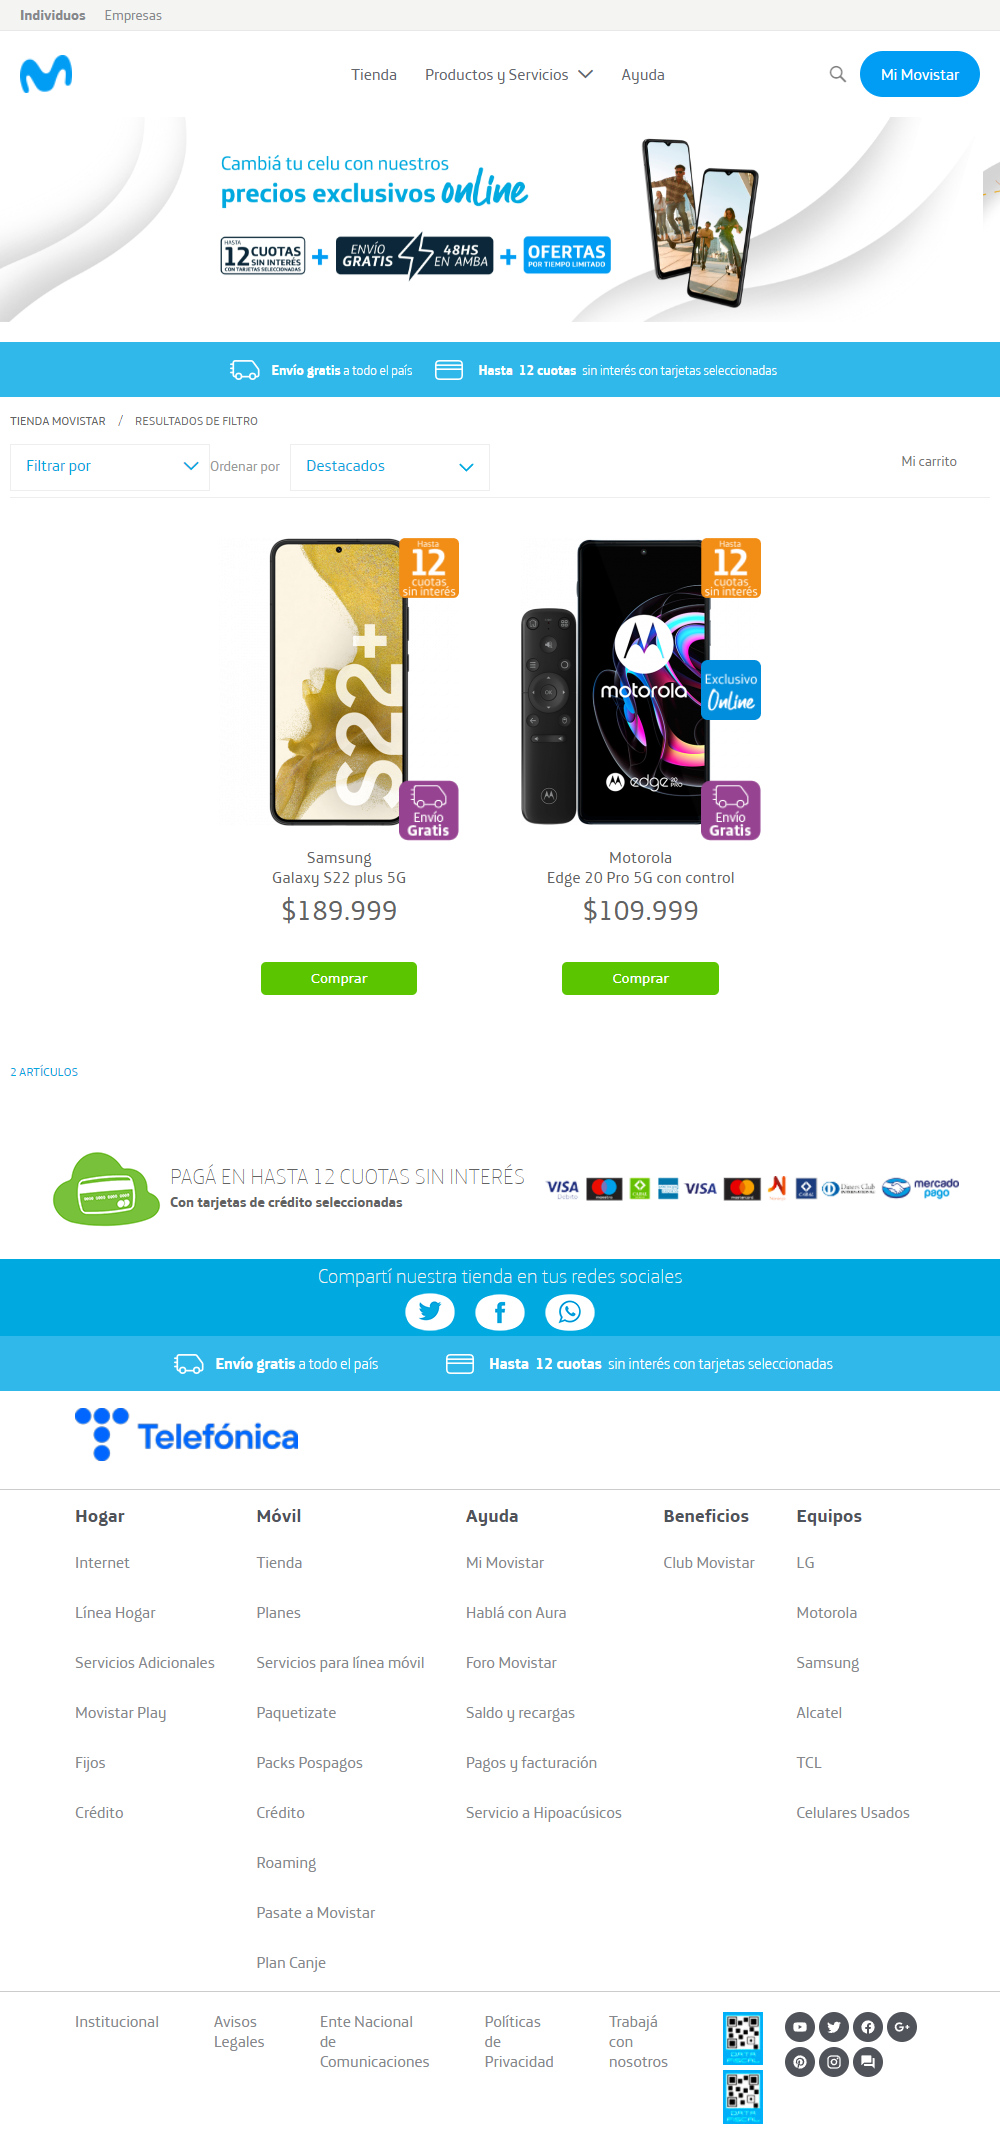 Individuos Empresas
Tienda Productos y Servicios Ayuda Mi Movistar
Cambiá tu celu con nuestros
precios exclusivos online
HASTA
12 CUOTAS
SIN INTERÉS
CON TARJETAS SELECCIONADAS
+
ENVÍO
GRATIS
48HS
EN AMBA
+
OFERTAS
POR TIEMPO LIMITADO
Envío gratis a todo el país Hasta 12 cuotas sin interés con tarjetas seleccionadas
TIENDA MOVISTAR / RESULTADOS DE FILTRO
Filtrar por Ordenar por Destacados Mi carrito
Hasta
12
cuotas
sin interés
S22+
Envío
Gratis
Samsung
Galaxy S22 plus 5G
$189.999
Comprar
Hasta
12
cuotas
sin interés
motorola
Exclusivo
Online
edge 20 PRO
OK
Envío
Gratis
Motorola
Edge 20 Pro 5G con control
$109.999
Comprar
2 ARTÍCULOS
PAGÁ EN HASTA 12 CUOTAS SIN INTERÉS
Con tarjetas de crédito seleccionadas
VISA
Débito
VISA
Diners Club
INTERNATIONAL
mercado
pago
Compartí nuestra tienda en tus redes sociales
Envío gratis a todo el país Hasta 12 cuotas sin interés con tarjetas seleccionadas
Telefónica
Hogar
Internet
Línea Hogar
Servicios Adicionales
Movistar Play
Fijos
Crédito
Móvil
Tienda
Planes
Servicios para línea móvil
Paquetizate
Packs Pospagos
Crédito
Roaming
Pasate a Movistar
Plan Canje
Ayuda
Mi Movistar
Hablá con Aura
Foro Movistar
Saldo y recargas
Pagos y facturación
Servicio a Hipoacúsicos
Beneficios
Club Movistar
Equipos
LG
Motorola
Samsung
Alcatel
TCL
Celulares Usados
Institucional
Avisos
Legales
Ente Nacional
de
Comunicaciones
Políticas
de
Privacidad
Trabajá
con
nosotros
DATA
FISCAL
DATA
FISCAL
G+